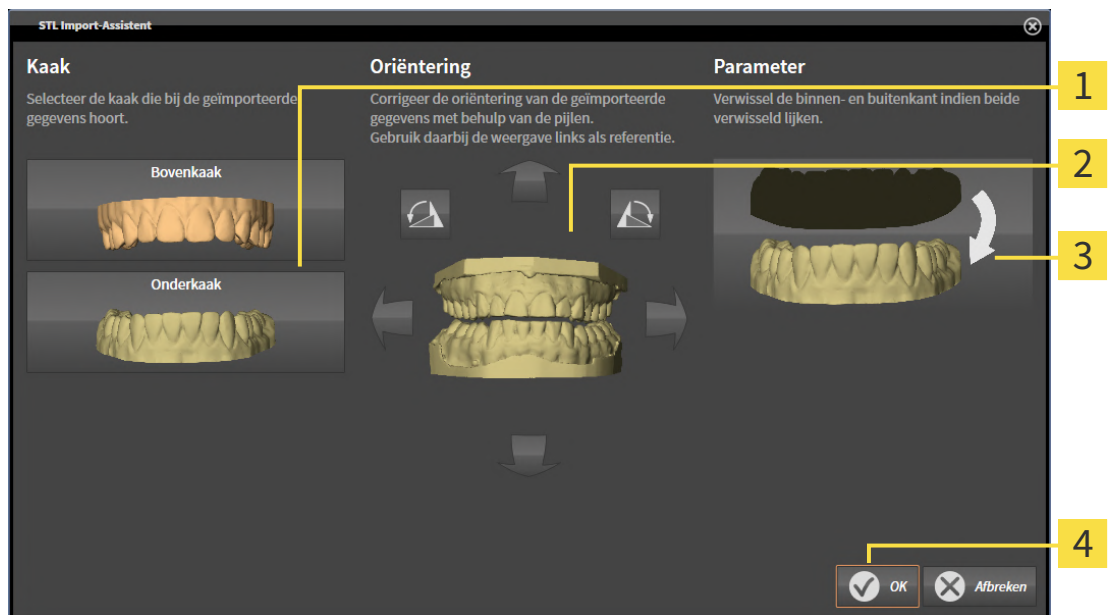 STL Import-Assistent
Kaak
Selecteer de kaak die bij de geïmporteerde
gegevens hoort.
Bovenkaak
Onderkaak
Oriëntering
Corrigeer de oriëntering van de geïmporteerde
gegevens met behulp van de pijlen.
Gebruik daarbij de weergave links als referentie.
Parameter
Verwissel de binnen- en buitenkant indien beide
verwisseld lijken.
OK
Afbreken
1
2
3
4